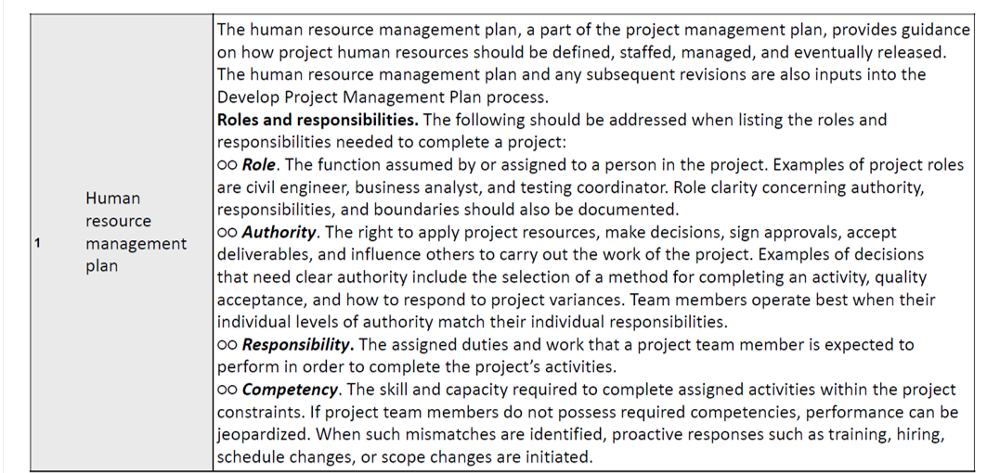 1
Human
resource
management
plan
The human resource management plan, a part of the project management plan, provides guidance
on how project human resources should be defined, staffed, managed, and eventually released.
The human resource management plan and any subsequent revisions are also inputs into the
Develop Project Management Plan process.
Roles and responsibilities. The following should be addressed when listing the roles and
responsibilities needed to complete a project:
○○ Role. The function assumed by or assigned to a person in the project. Examples of project roles
are civil engineer, business analyst, and testing coordinator. Role clarity concerning authority,
responsibilities, and boundaries should also be documented.
○○ Authority. The right to apply project resources, make decisions, sign approvals, accept
deliverables, and influence others to carry out the work of the project. Examples of decisions
that need clear authority include the selection of a method for completing an activity, quality
acceptance, and how to respond to project variances. Team members operate best when their
individual levels of authority match their individual responsibilities.
○○ Responsibility. The assigned duties and work that a project team member is expected to
perform in order to complete the project’s activities.
○○ Competency. The skill and capacity required to complete assigned activities within the project
constraints. If project team members do not possess required competencies, performance can be
jeopardized. When such mismatches are identified, proactive responses such as training, hiring,
schedule changes, or scope changes are initiated.